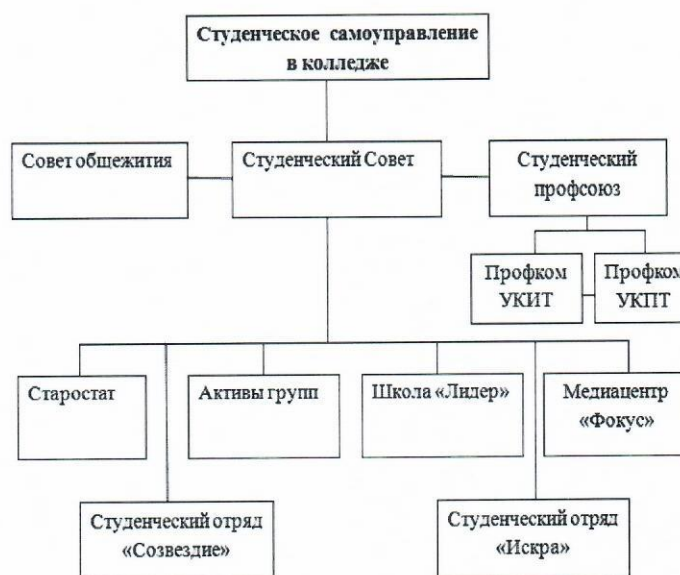 Студенческое самоуправление
в колледже
Совет общежития
Студенческий Совет
Студенческий
профсоюз
Профком
УКИТ
Профком
УКПТ
Старостат
Активы групп
Школа «Лидер»
Медиацентр
«Фокус»
Студенческий отряд
«Созвездие»
Студенческий отряд
«Искра»